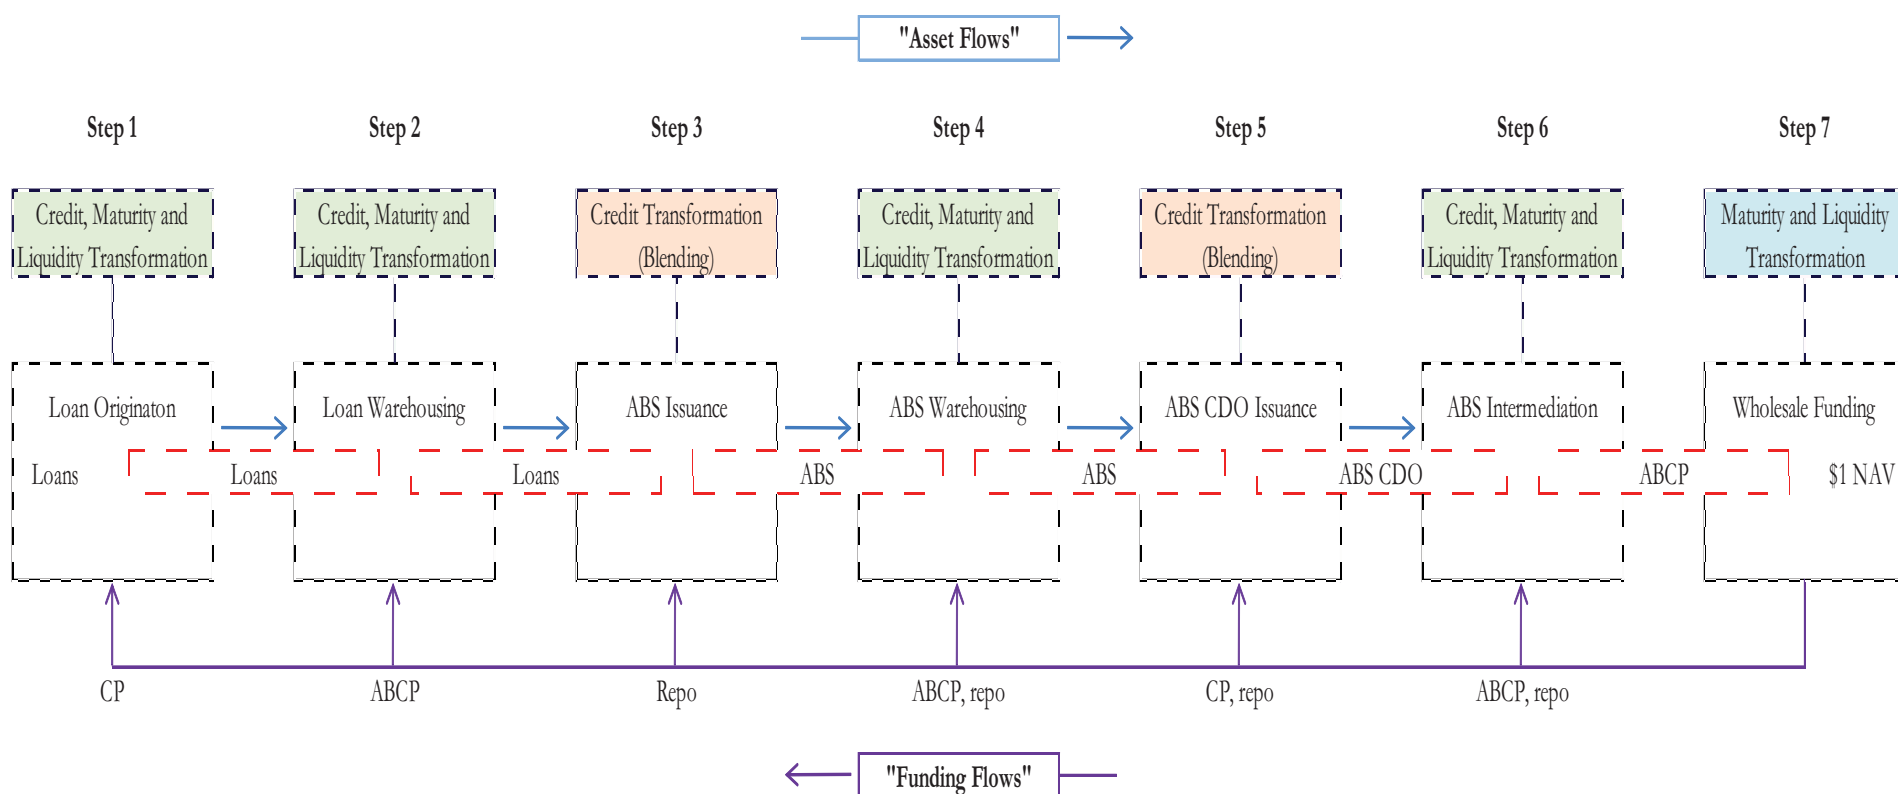 "Asset Flows"
Step 1
Step 2
Step 3
Step 4
Step 5
Step 6
Step 7
Credit, Maturity and
Liquidity Transformation
Credit, Maturity and
Liquidity Transformation
Credit Transformation
(Blending)
Credit, Maturity and
Liquidity Transformation
Credit Transformation
(Blending)
Credit, Maturity and
Liquidity Transformation
Maturity and Liquidity
Transformation
Loan Originaton
Loan Warehousing
ABS Issuance
ABS Warehousing
ABS CDO Issuance
ABS Intermediation
Wholesale Funding
Loans
Loans
Loans
ABS
ABS
ABS CDO
ABCP
$1 NAV
CP
ABCP
Repo
ABCP, repo
CP, repo
ABCP, repo
"Funding Flows"